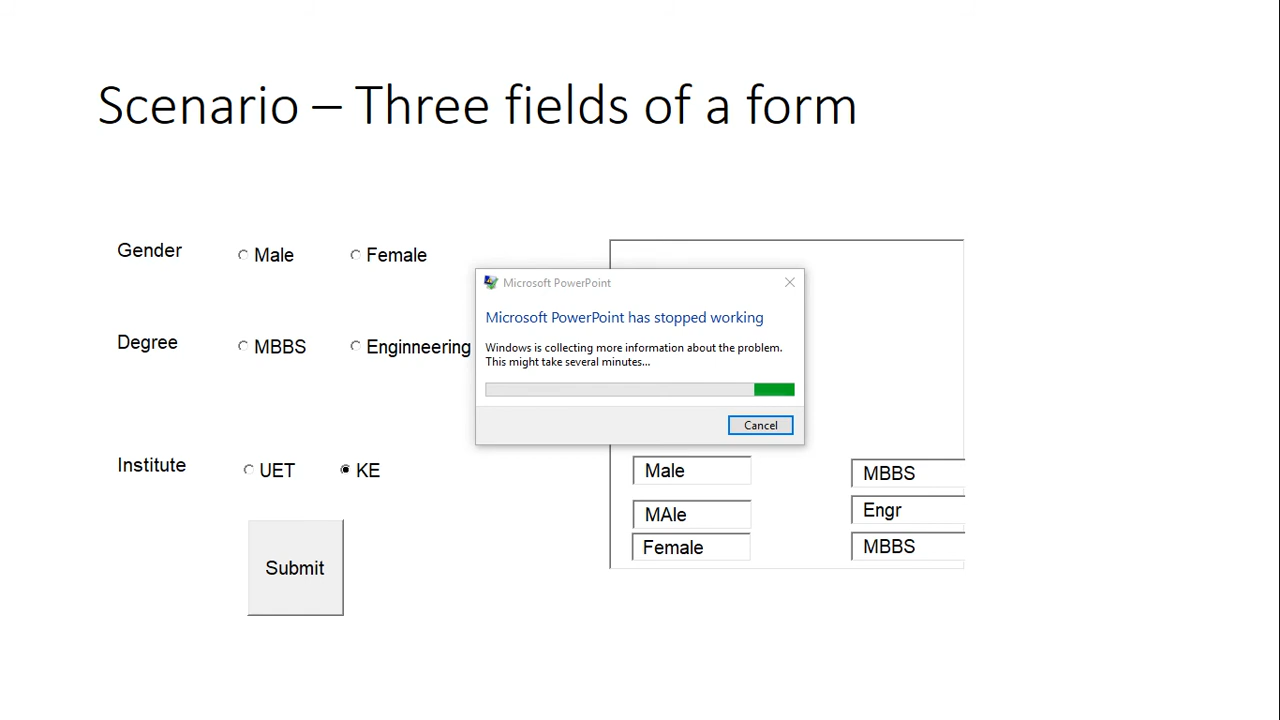 Scenario – Three fields of a form
Gender
Male
Female
Microsoft PowerPoint
Microsoft PowerPoint has stopped working
Degree
MBBS
Enginneering
Windows is collecting more information about the problem.
This might take several minutes...
Cancel
Institute
UET
KE
Male
MBBS
MAle
Engr
Female
MBBS
Submit